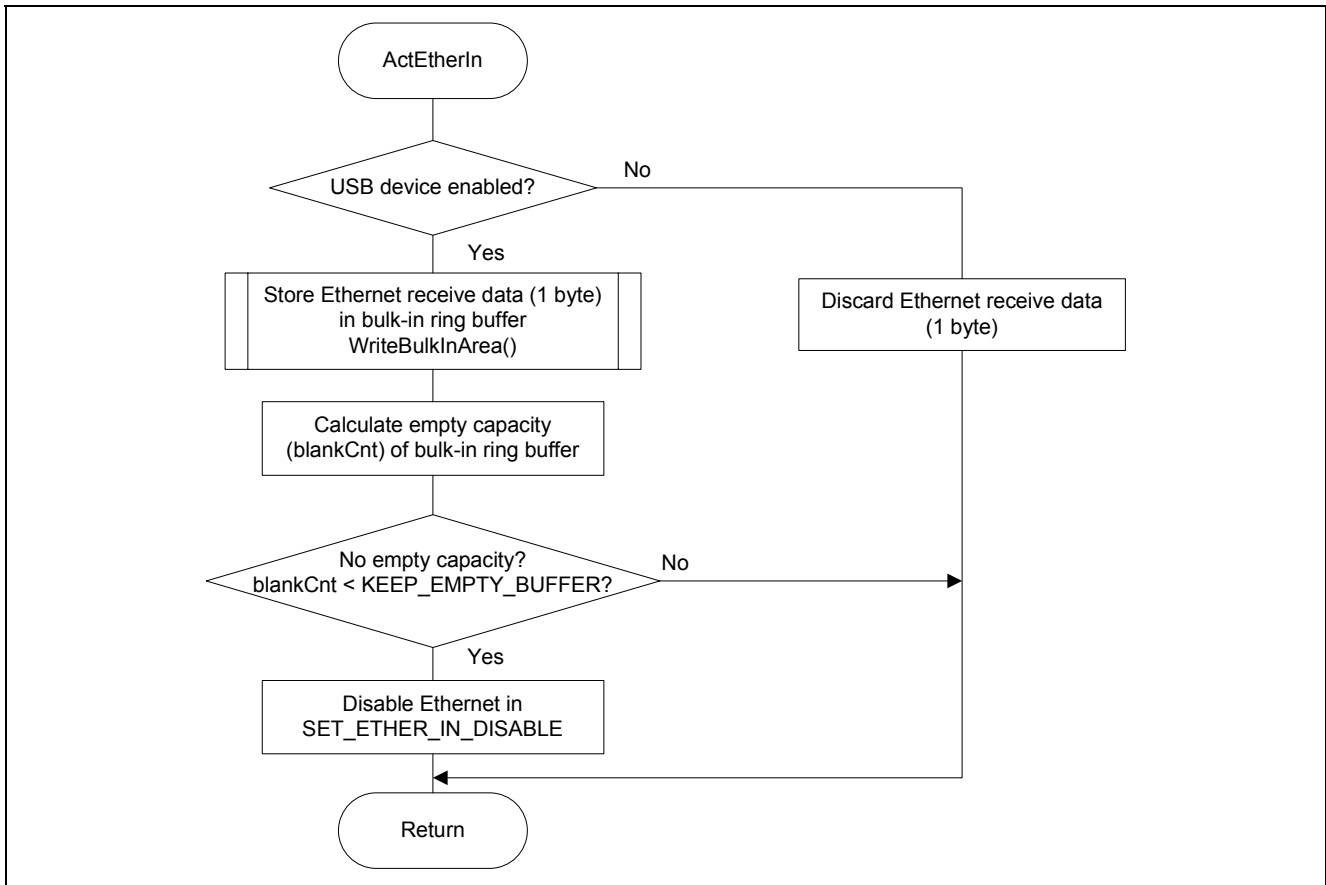 ActEtherIn
USB device enabled?
No
Yes
Store Ethernet receive data (1 byte)
in bulk-in ring buffer
WriteBulkInArea()
Discard Ethernet receive data
(1 byte)
Calculate empty capacity
(blankCnt) of bulk-in ring buffer
No empty capacity?
blankCnt < KEEP_EMPTY_BUFFER?
No
Yes
Disable Ethernet in
SET_ETHER_IN_DISABLE
Return